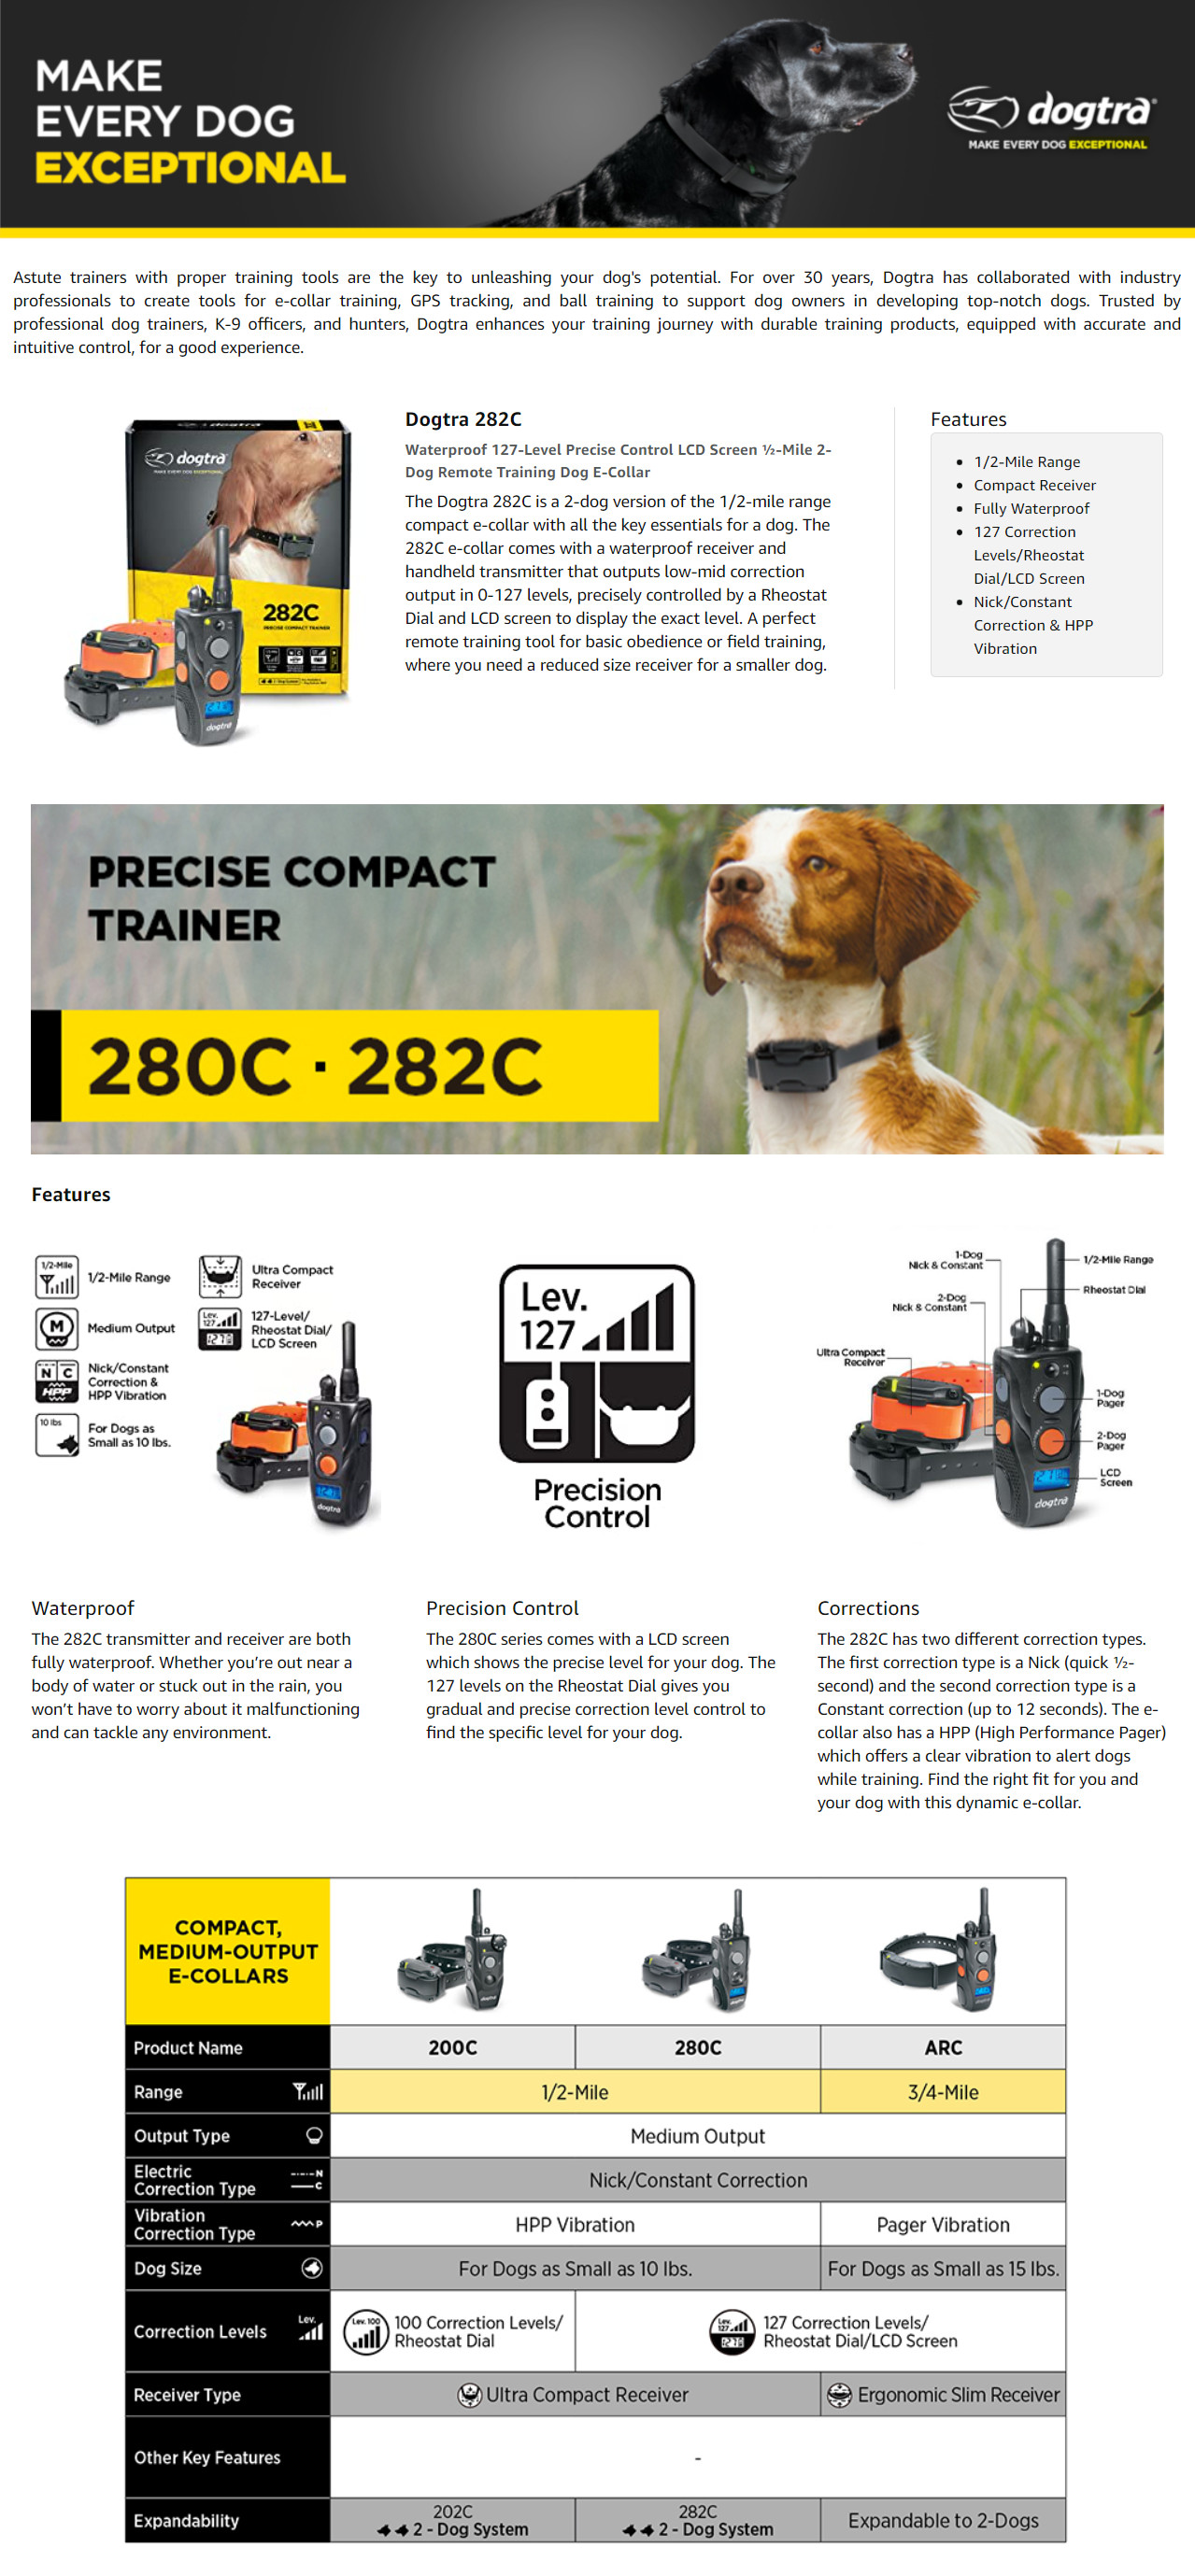 MAKE
EVERY DOG
EXCEPTIONAL
dogtra
MAKE EVERY DOG EXCEPTIONAL
Astute trainers with proper training tools are the key to unleashing your dog's potential. For over 30 years, Dogtra has collaborated with industry
professionals to create tools for e-collar training, GPS tracking, and ball training to support dog owners in developing top-notch dogs. Trusted by
professional dog trainers, K-9 officers, and hunters, Dogtra enhances your training journey with durable training products, equipped with accurate and
intuitive control, for a good experience.
dogtra
MAKE EVERY DOG EXCEPTIONAL
282C
PRECISE COMPACT TRAINER
dogtra
Dogtra 282C
Waterproof 127-Level Precise Control LCD Screen ½-Mile 2-
Dog Remote Training Dog E-Collar
The Dogtra 282C is a 2-dog version of the 1/2-mile range
compact e-collar with all the key essentials for a dog. The
282C e-collar comes with a waterproof receiver and
handheld transmitter that outputs low-mid correction
output in 0-127 levels, precisely controlled by a Rheostat
Dial and LCD screen to display the exact level. A perfect
remote training tool for basic obedience or field training,
where you need a reduced size receiver for a smaller dog.
Features
1/2-Mile Range
Compact Receiver
Fully Waterproof
127 Correction
Levels/Rheostat
Dial/LCD Screen
Nick/Constant
Correction & HPP
Vibration
PRECISE COMPACT
TRAINER
280C · 282C
Features
1/2-Mile
1/2-Mile Range
M
Medium Output
N C
HPP
Nick/Constant
Correction &
HPP Vibration
10 lbs
For Dogs as
Small as 10 lbs.
Ultra Compact
Receiver
Lev.
127
127-Level/
Rheostat Dial/
LCD Screen
dogtra
Lev.
127
Precision
Control
1-Dog
Nick & Constant
2-Dog
Nick & Constant
Ultra Compact
Receiver
1/2-Mile Range
Rheostat Dial
1-Dog
Pager
2-Dog
Pager
LCD
Screen
dogtra
Waterproof
The 282C transmitter and receiver are both
fully waterproof. Whether you’re out near a
body of water or stuck out in the rain, you
won’t have to worry about it malfunctioning
and can tackle any environment.
Precision Control
The 280C series comes with a LCD screen
which shows the precise level for your dog. The
127 levels on the Rheostat Dial gives you
gradual and precise correction level control to
find the specific level for your dog.
Corrections
The 282C has two different correction types.
The first correction type is a Nick (quick ½-
second) and the second correction type is a
Constant correction (up to 12 seconds). The e-
collar also has a HPP (High Performance Pager)
which offers a clear vibration to alert dogs
while training. Find the right fit for you and
your dog with this dynamic e-collar.
COMPACT,
MEDIUM-OUTPUT
E-COLLARS
Product Name
200C
280C
ARC
Range
1/2-Mile
3/4-Mile
Output Type
Medium Output
Electric
Correction Type
N
C
Nick/Constant Correction
Vibration
Correction Type
P
HPP Vibration
Pager Vibration
Dog Size
For Dogs as Small as 10 lbs.
For Dogs as Small as 15 lbs.
Correction Levels
Lev.
Lev. 100
100 Correction Levels/
Rheostat Dial
Lev.
127
127 Correction Levels/
Rheostat Dial/LCD Screen
Receiver Type
Ultra Compact Receiver
Ergonomic Slim Receiver
Other Key Features
-
Expandability
202C
2 - Dog System
282C
2 - Dog System
Expandable to 2-Dogs